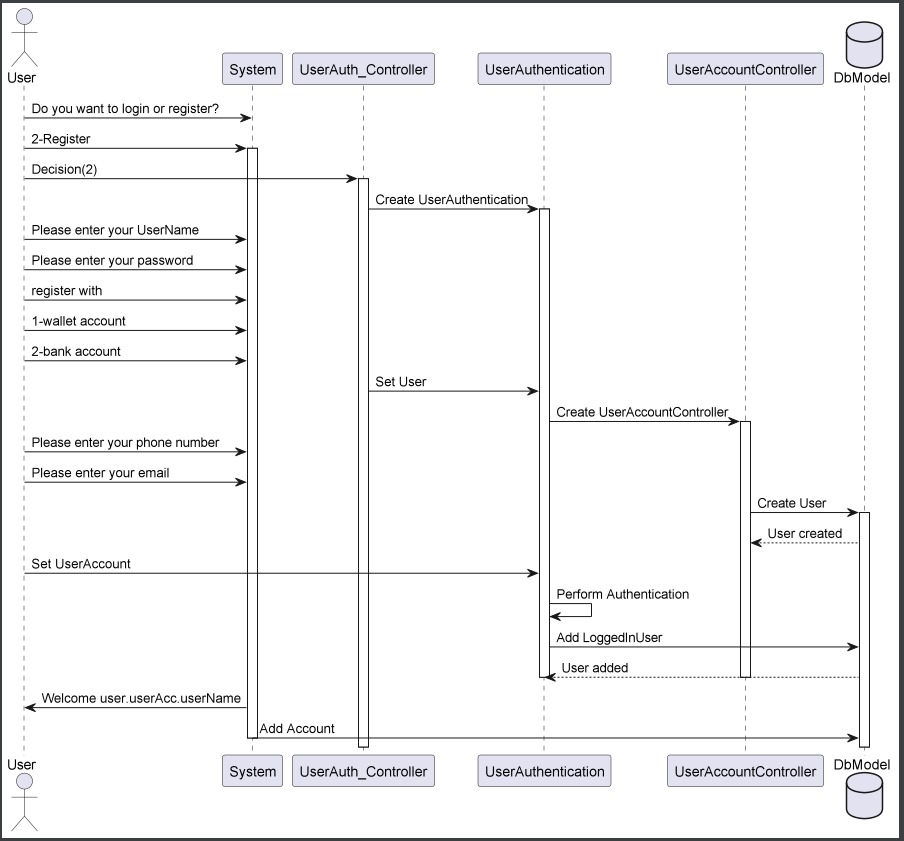 User
System
UserAuth_Controller
UserAuthentication
UserAccountController
DbModel
Do you want to login or register?
2-Register
Decision(2)
Create UserAuthentication
Please enter your UserName
Please enter your password
register with
1-wallet account
2-bank account
Set User
Create UserAccountController
Please enter your phone number
Please enter your email
Create User
User created
Set UserAccount
Perform Authentication
Add LoggedInUser
User added
Welcome user.userAcc.userName
Add Account
User
System
UserAuth_Controller
UserAuthentication
UserAccountController
DbModel